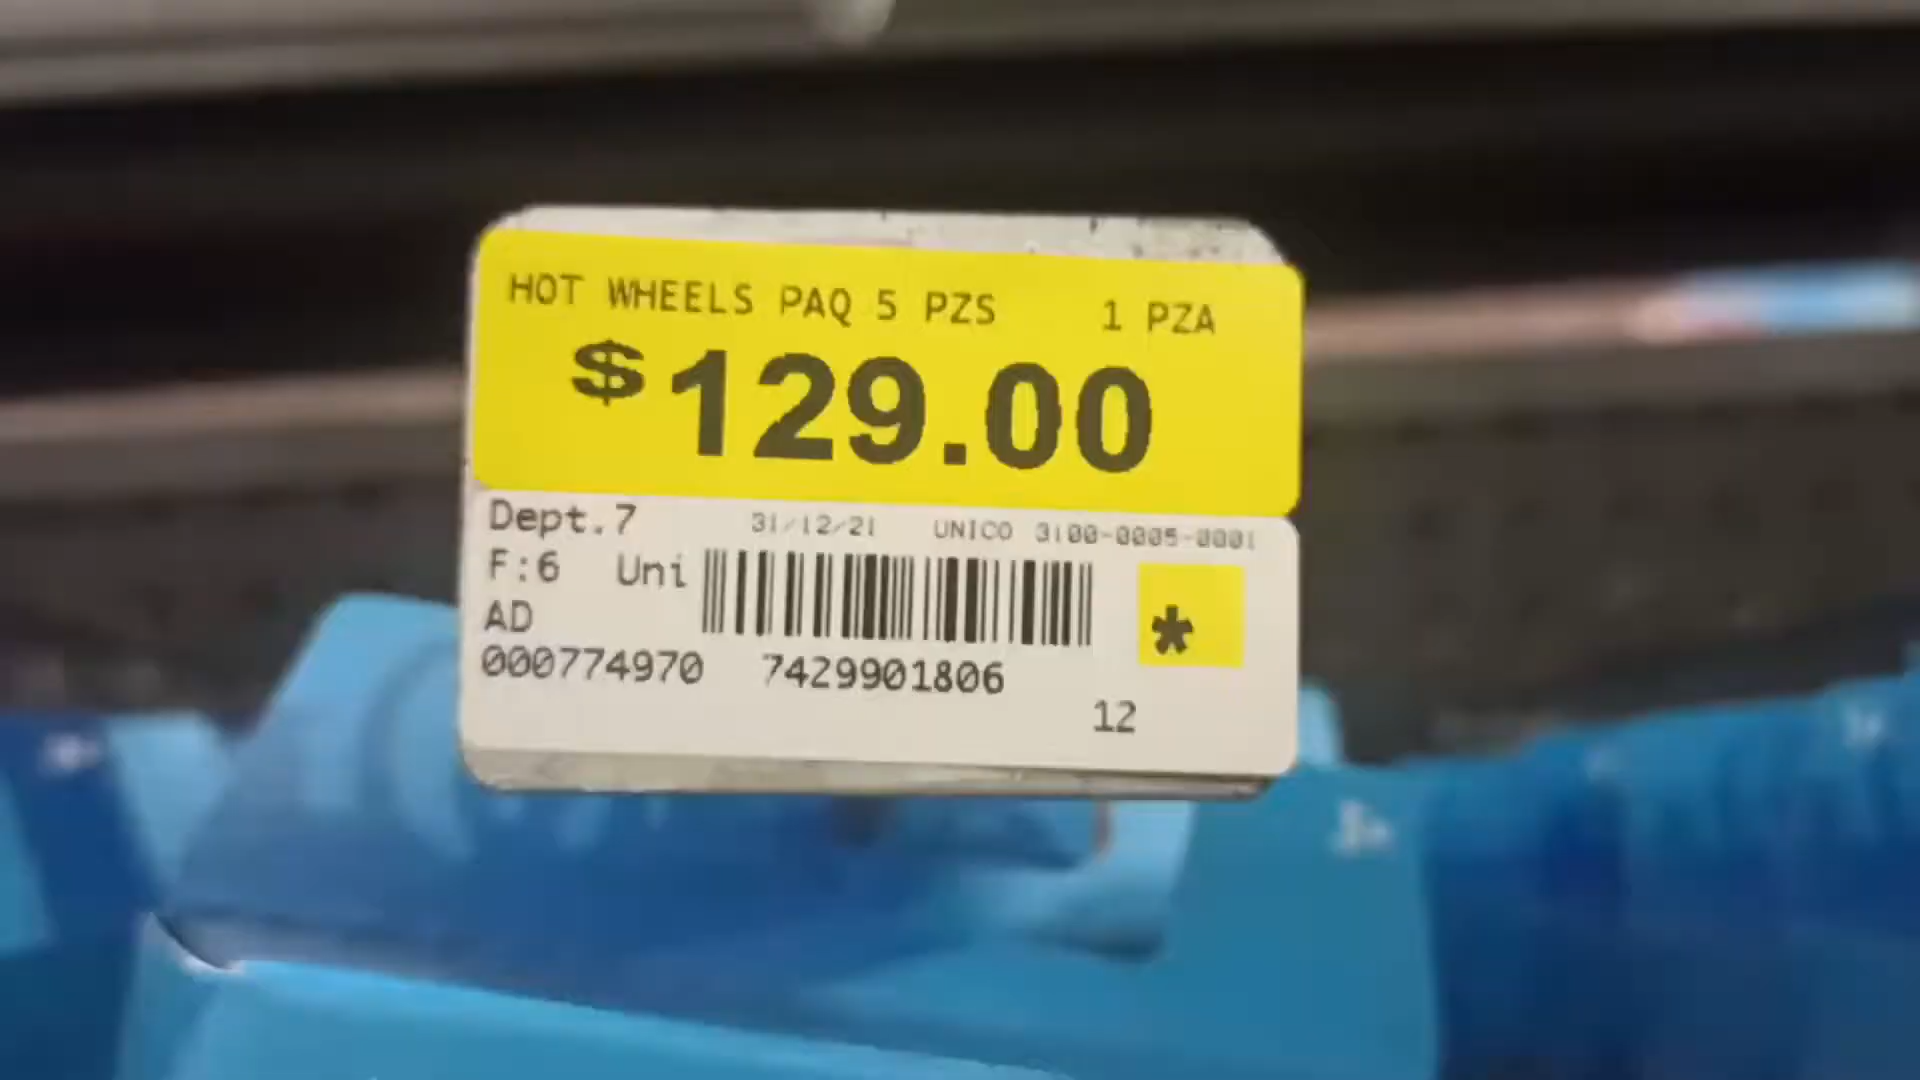 HOT WHEELS PAQ 5 PZS 1 PZA
$129.00
Dept.7 31/12/21 UNICO 3100-0005-0001
F:6 Uni
AD
*
000774970 7429901806
12